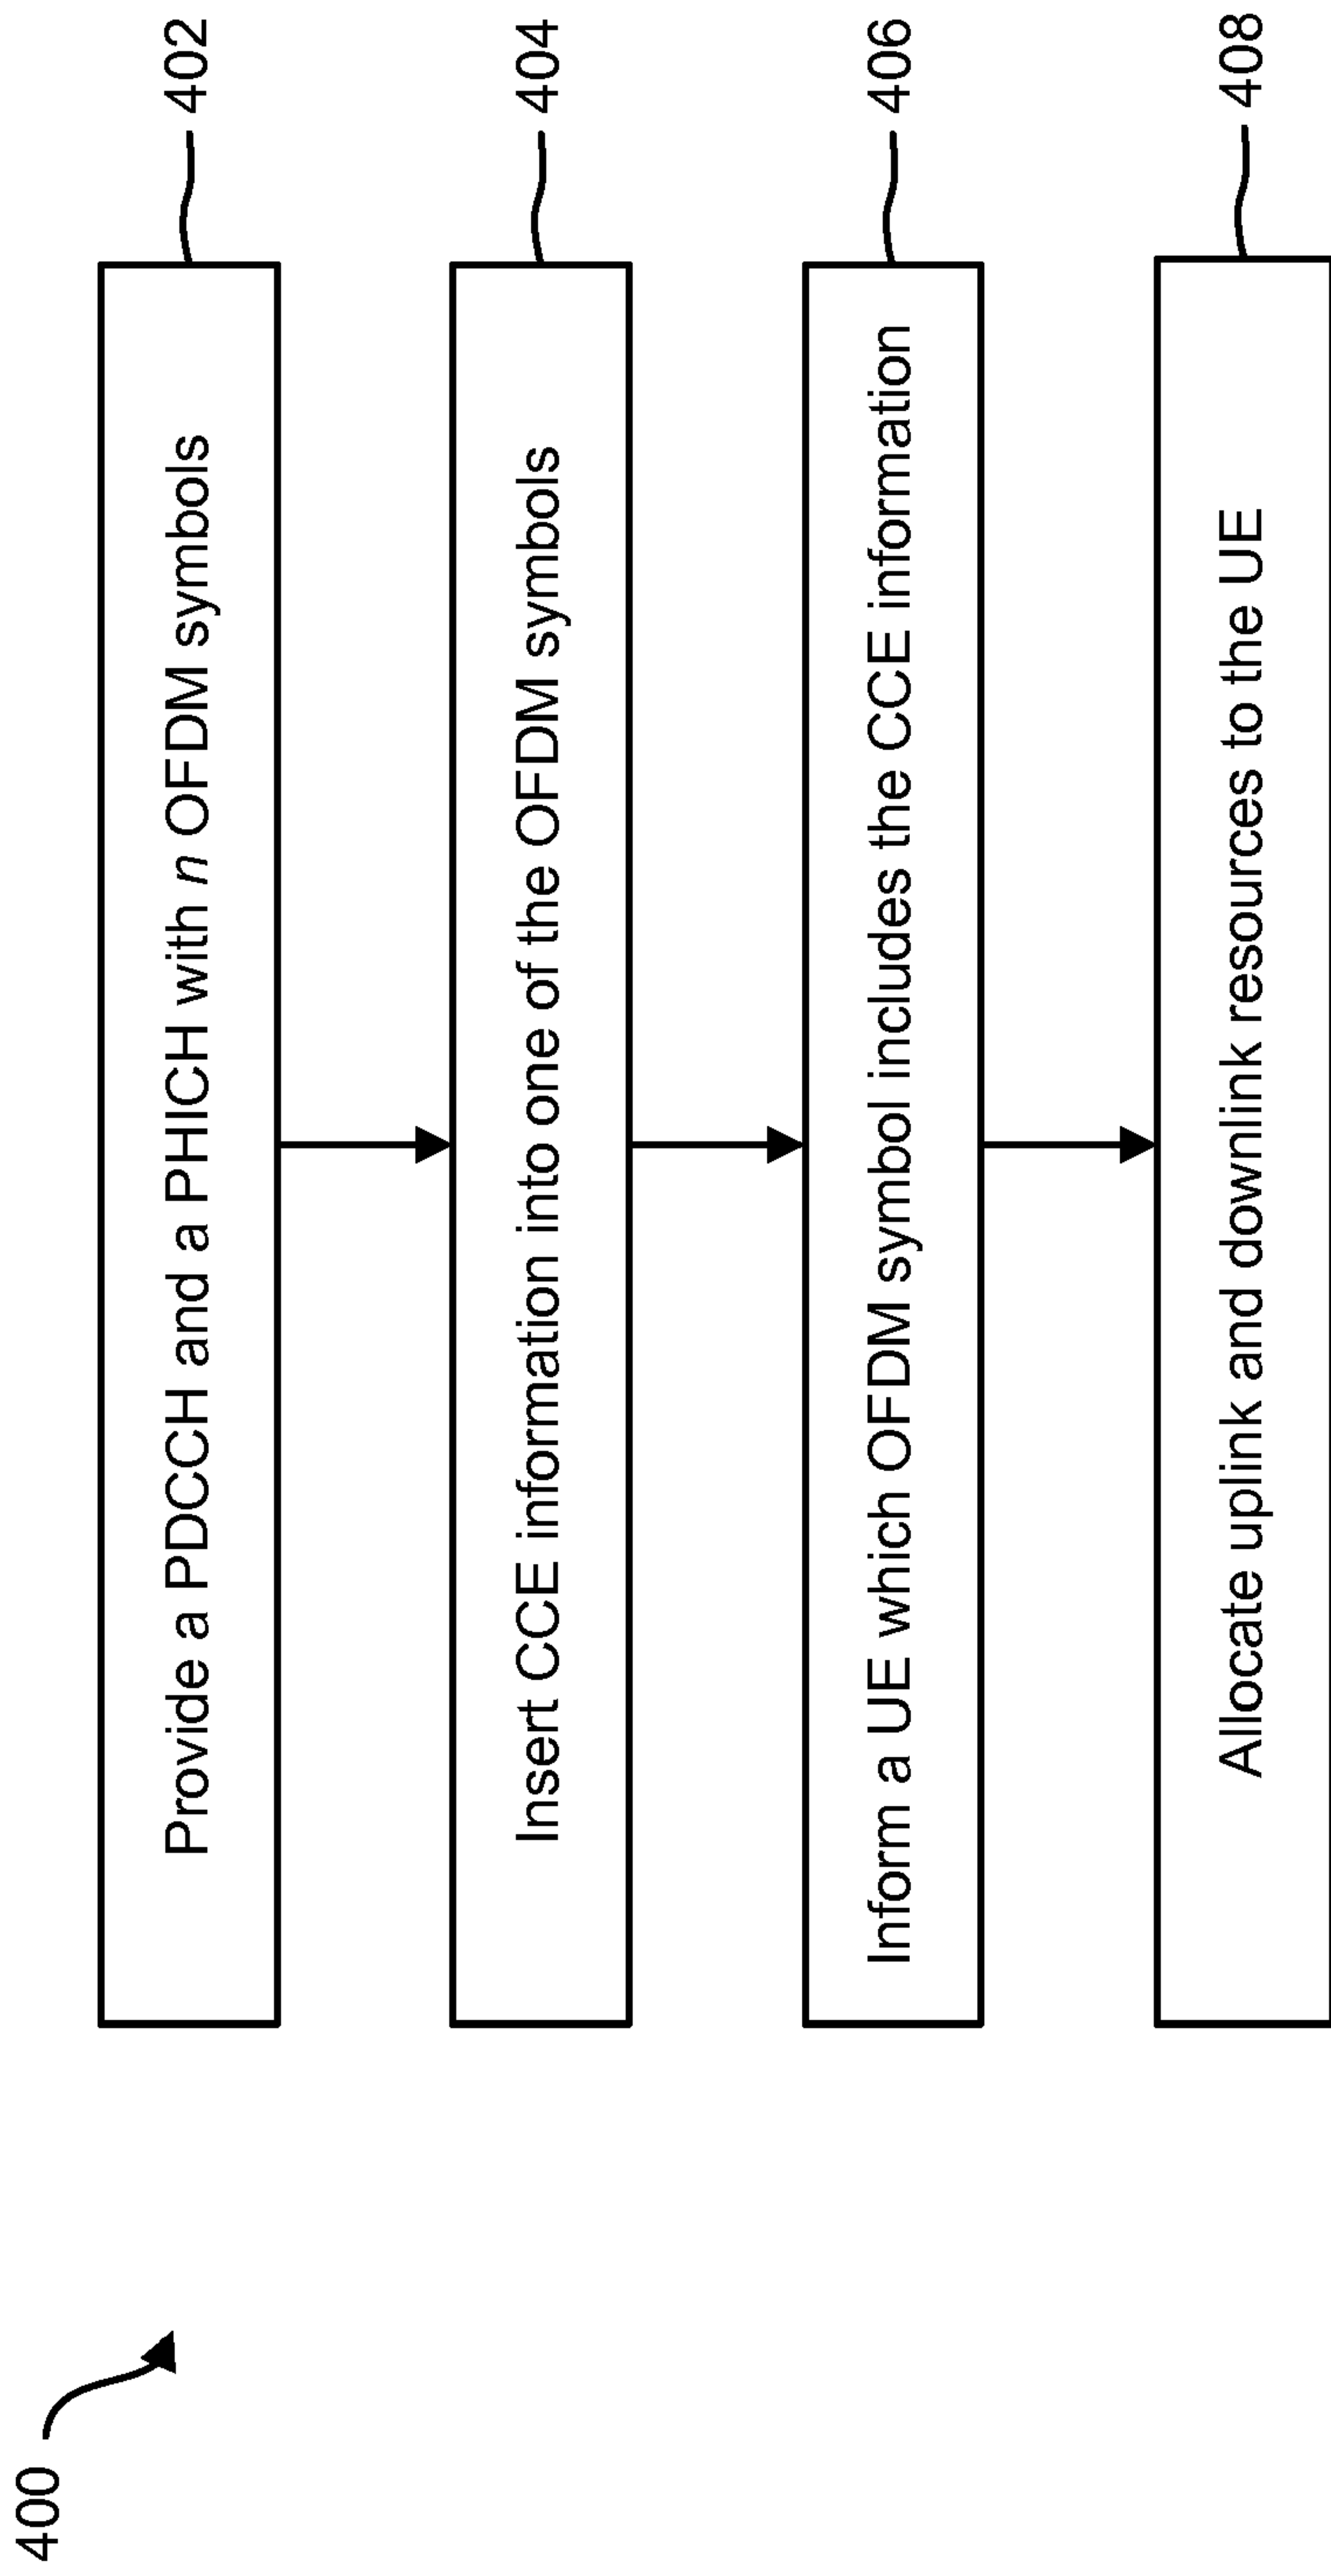 400
Provide a PDCCH and a PHICH with n OFDM symbols
402
Insert CCE information into one of the OFDM symbols
404
Inform a UE which OFDM symbol includes the CCE information
406
Allocate uplink and downlink resources to the UE
408